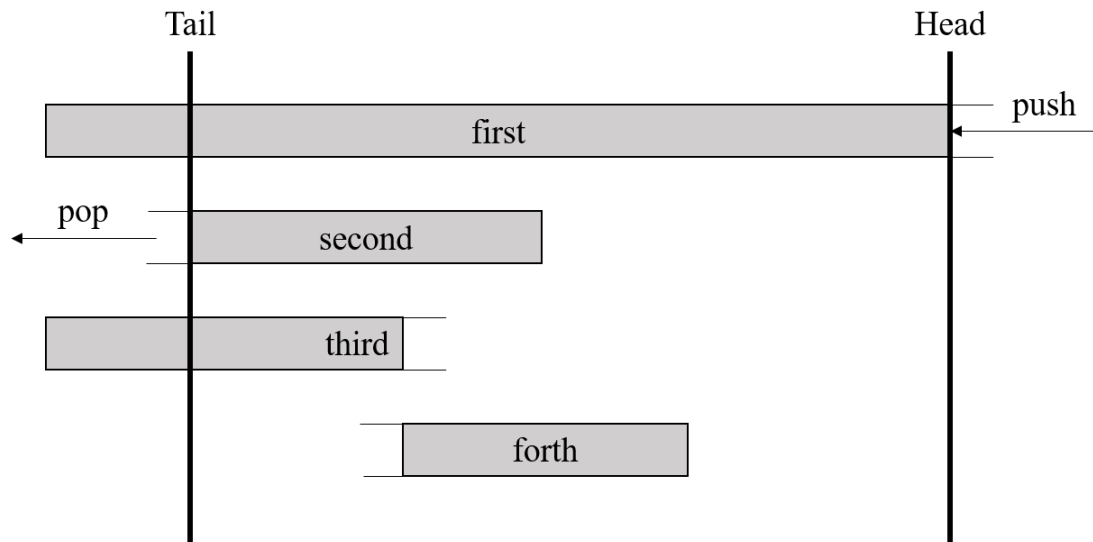 Tail
Head
first
push
pop
second
third
forth